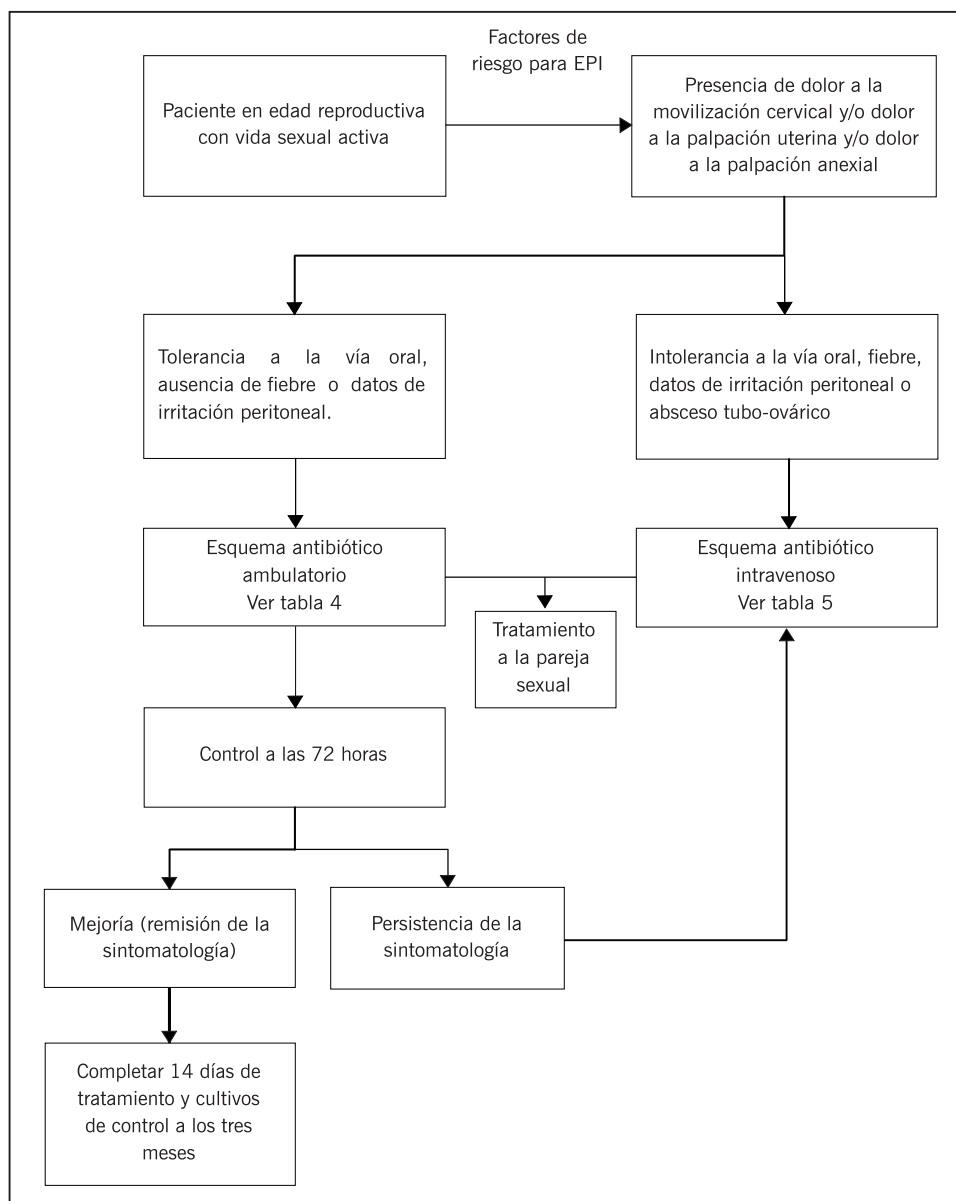 Factores de
riesgo para EPI
Paciente en edad reproductiva
con vida sexual activa
Presencia de dolor a la
movilización cervical y/o dolor
a la palpación uterina y/o dolor
a la palpación anexial
Tolerancia a la vía oral,
ausencia de fiebre o datos de
irritación peritoneal.
Intolerancia a la vía oral, fiebre,
datos de irritación peritoneal o
absceso tubo-ovárico
Esquema antibiótico
ambulatorio
Ver tabla 4
Esquema antibiótico
intravenoso
Ver tabla 5
Tratamiento
a la pareja
sexual
Control a las 72 horas
Mejoría (remisión de la
sintomatología)
Persistencia de la
sintomatología
Completar 14 días de
tratamiento y cultivos
de control a los tres
meses